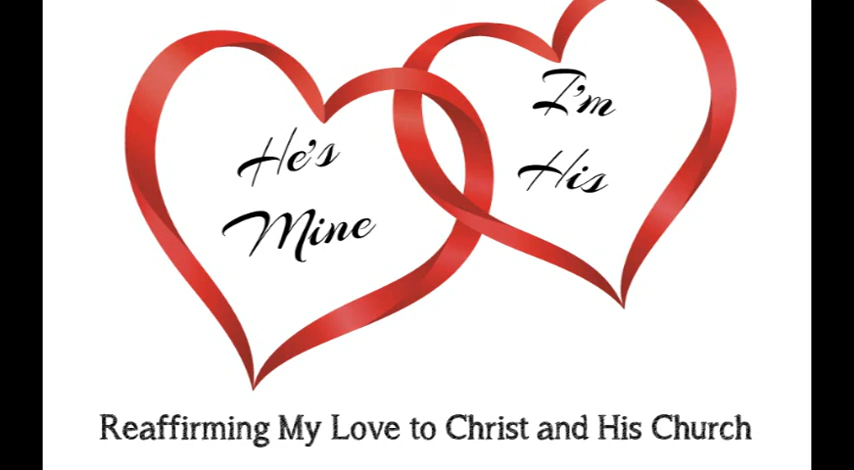 He's
Mine
I'm
His
Reaffirming My Love to Christ and His Church